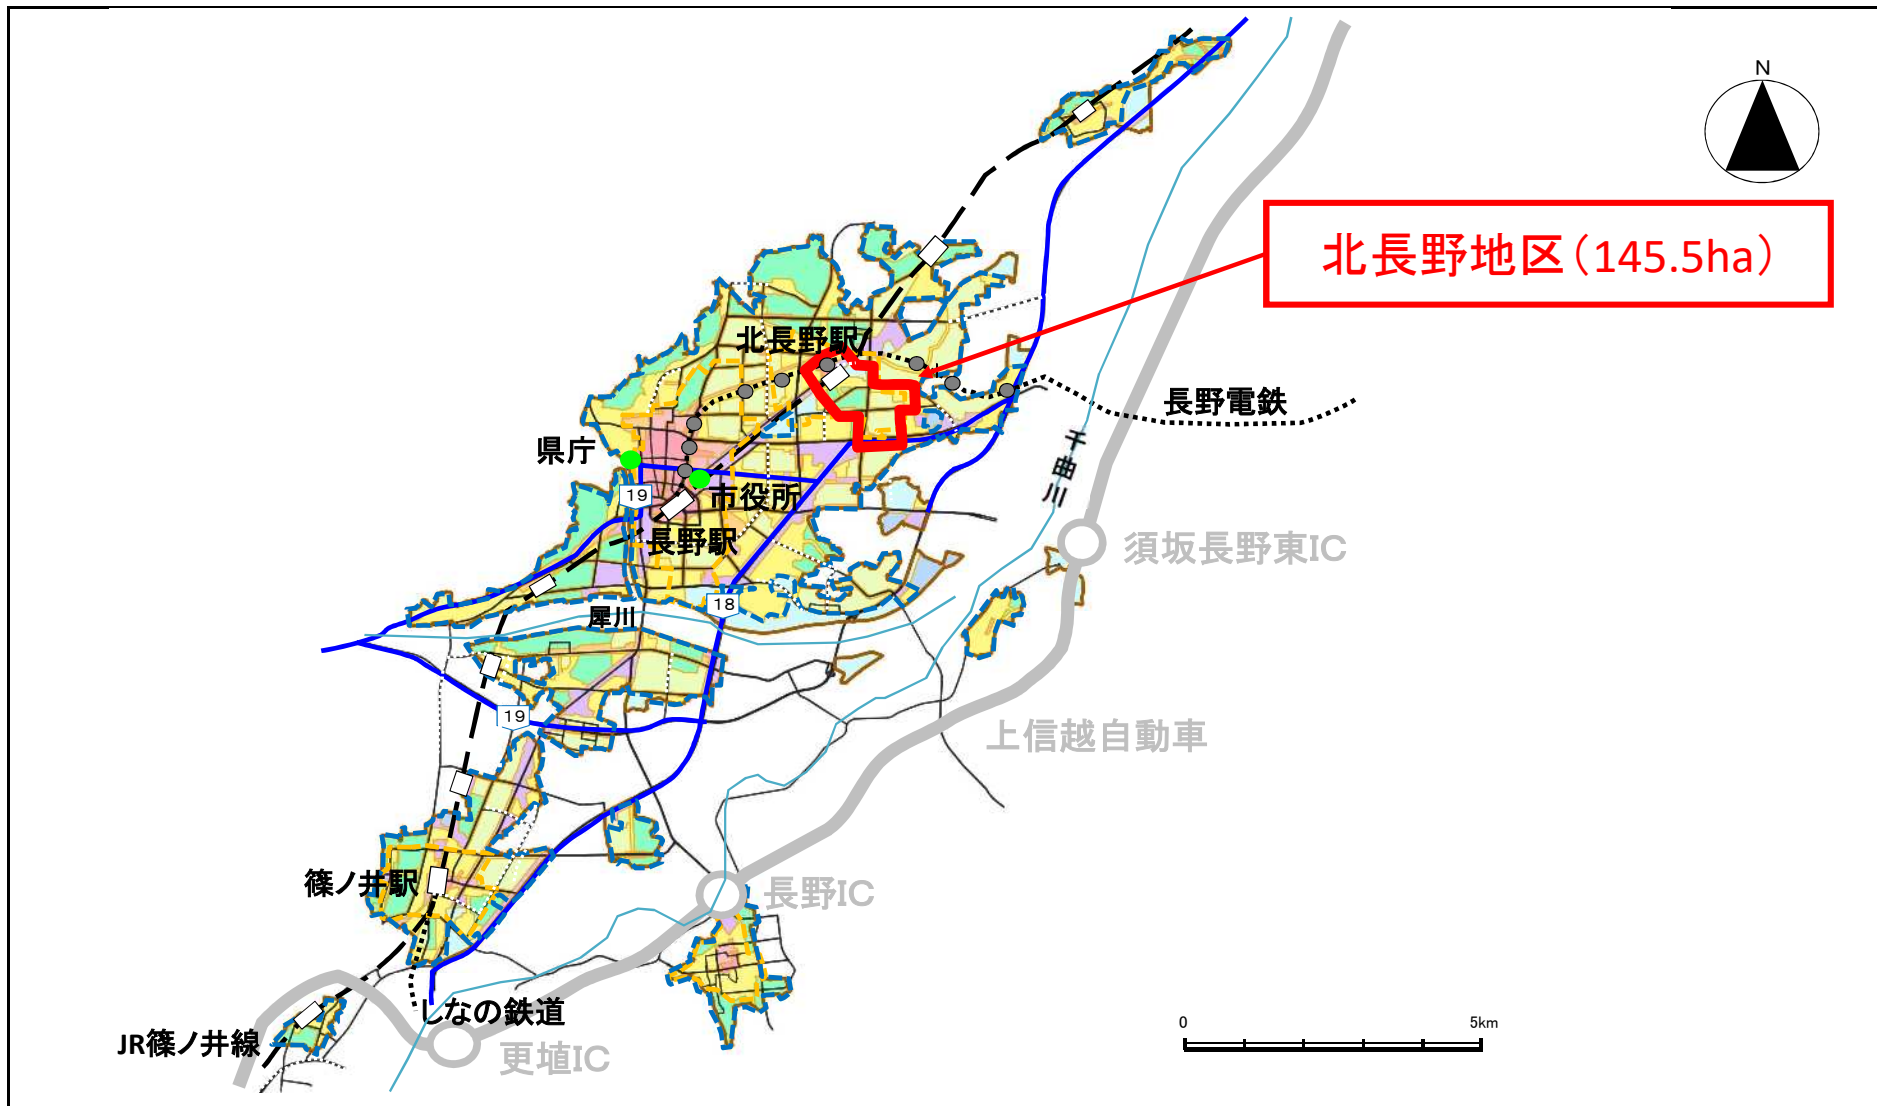 N
北長野地区（145.5ha）
北長野駅
長野電鉄
千曲川
県庁
19
市役所
長野駅
須坂長野東IC
18
犀川
19
上信越自動車
篠ノ井駅
長野IC
しなの鉄道
JR篠ノ井線
更埴IC
0
5km